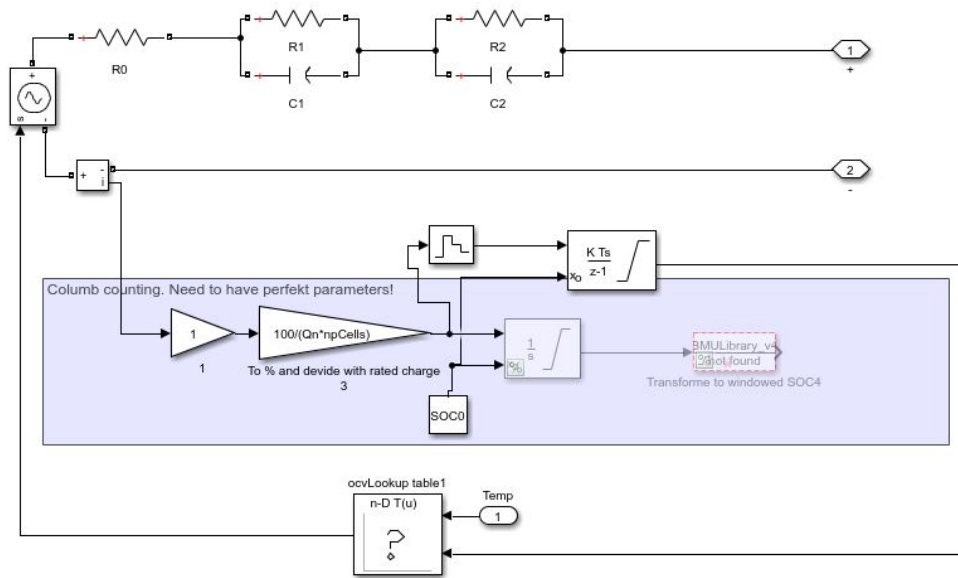 R0
R1
C1
R2
C2
1
+
2
-
+
s
-
+
-
i
K Ts
z-1
xo
Columb counting. Need to have perfekt parameters!
1
1
100/(Qn*npCells)
To % and devide with rated charge
3
1
s
SOC0
BMULibrary_v4
not found
Transforme to windowed SOC4
ocvLookup table1
n-D T(u)
Temp
1